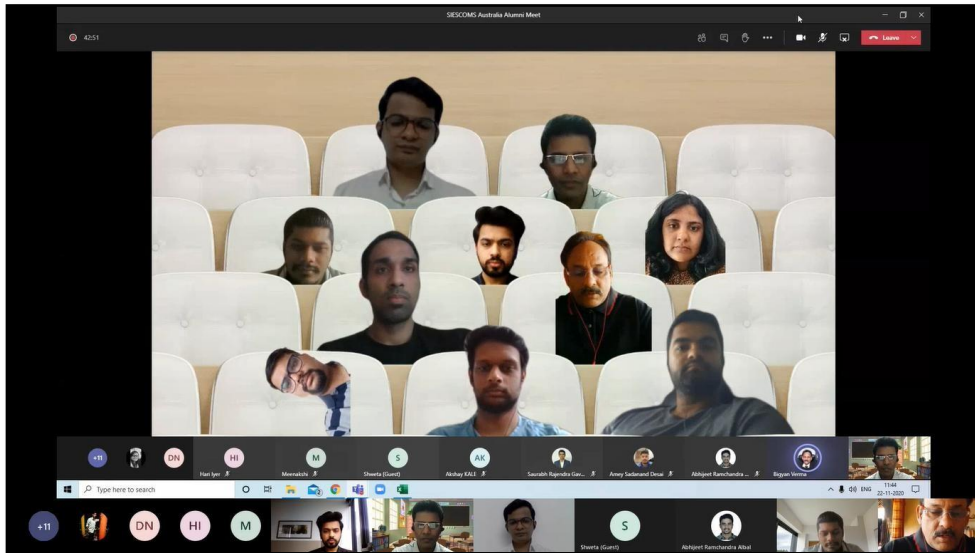 SIESCOMS Australia Alumni Meet
42:51
Leave
+11
DN
HI
Hari Iyer
M
Meenakshi
S
Shweta (Guest)
AK
Akshay KALE
Saurabh Rajendra Gav...
Amey Sadanand Desai
Abhijeet Ramchandra ...
Bigyan Verma
Type here to search
ENG
11:44
22-11-2020
+11
DN
HI
M
S
Shweta (Guest)
Abhijeet Ramchandra Albal